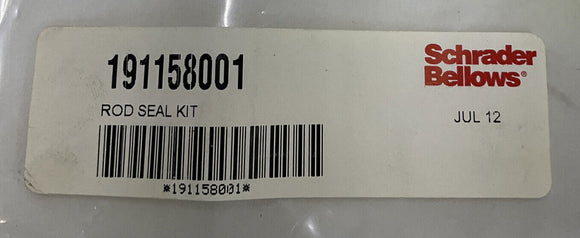 191158001
Schrader
Bellows®
ROD SEAL KIT
JUL 12
*191158001*